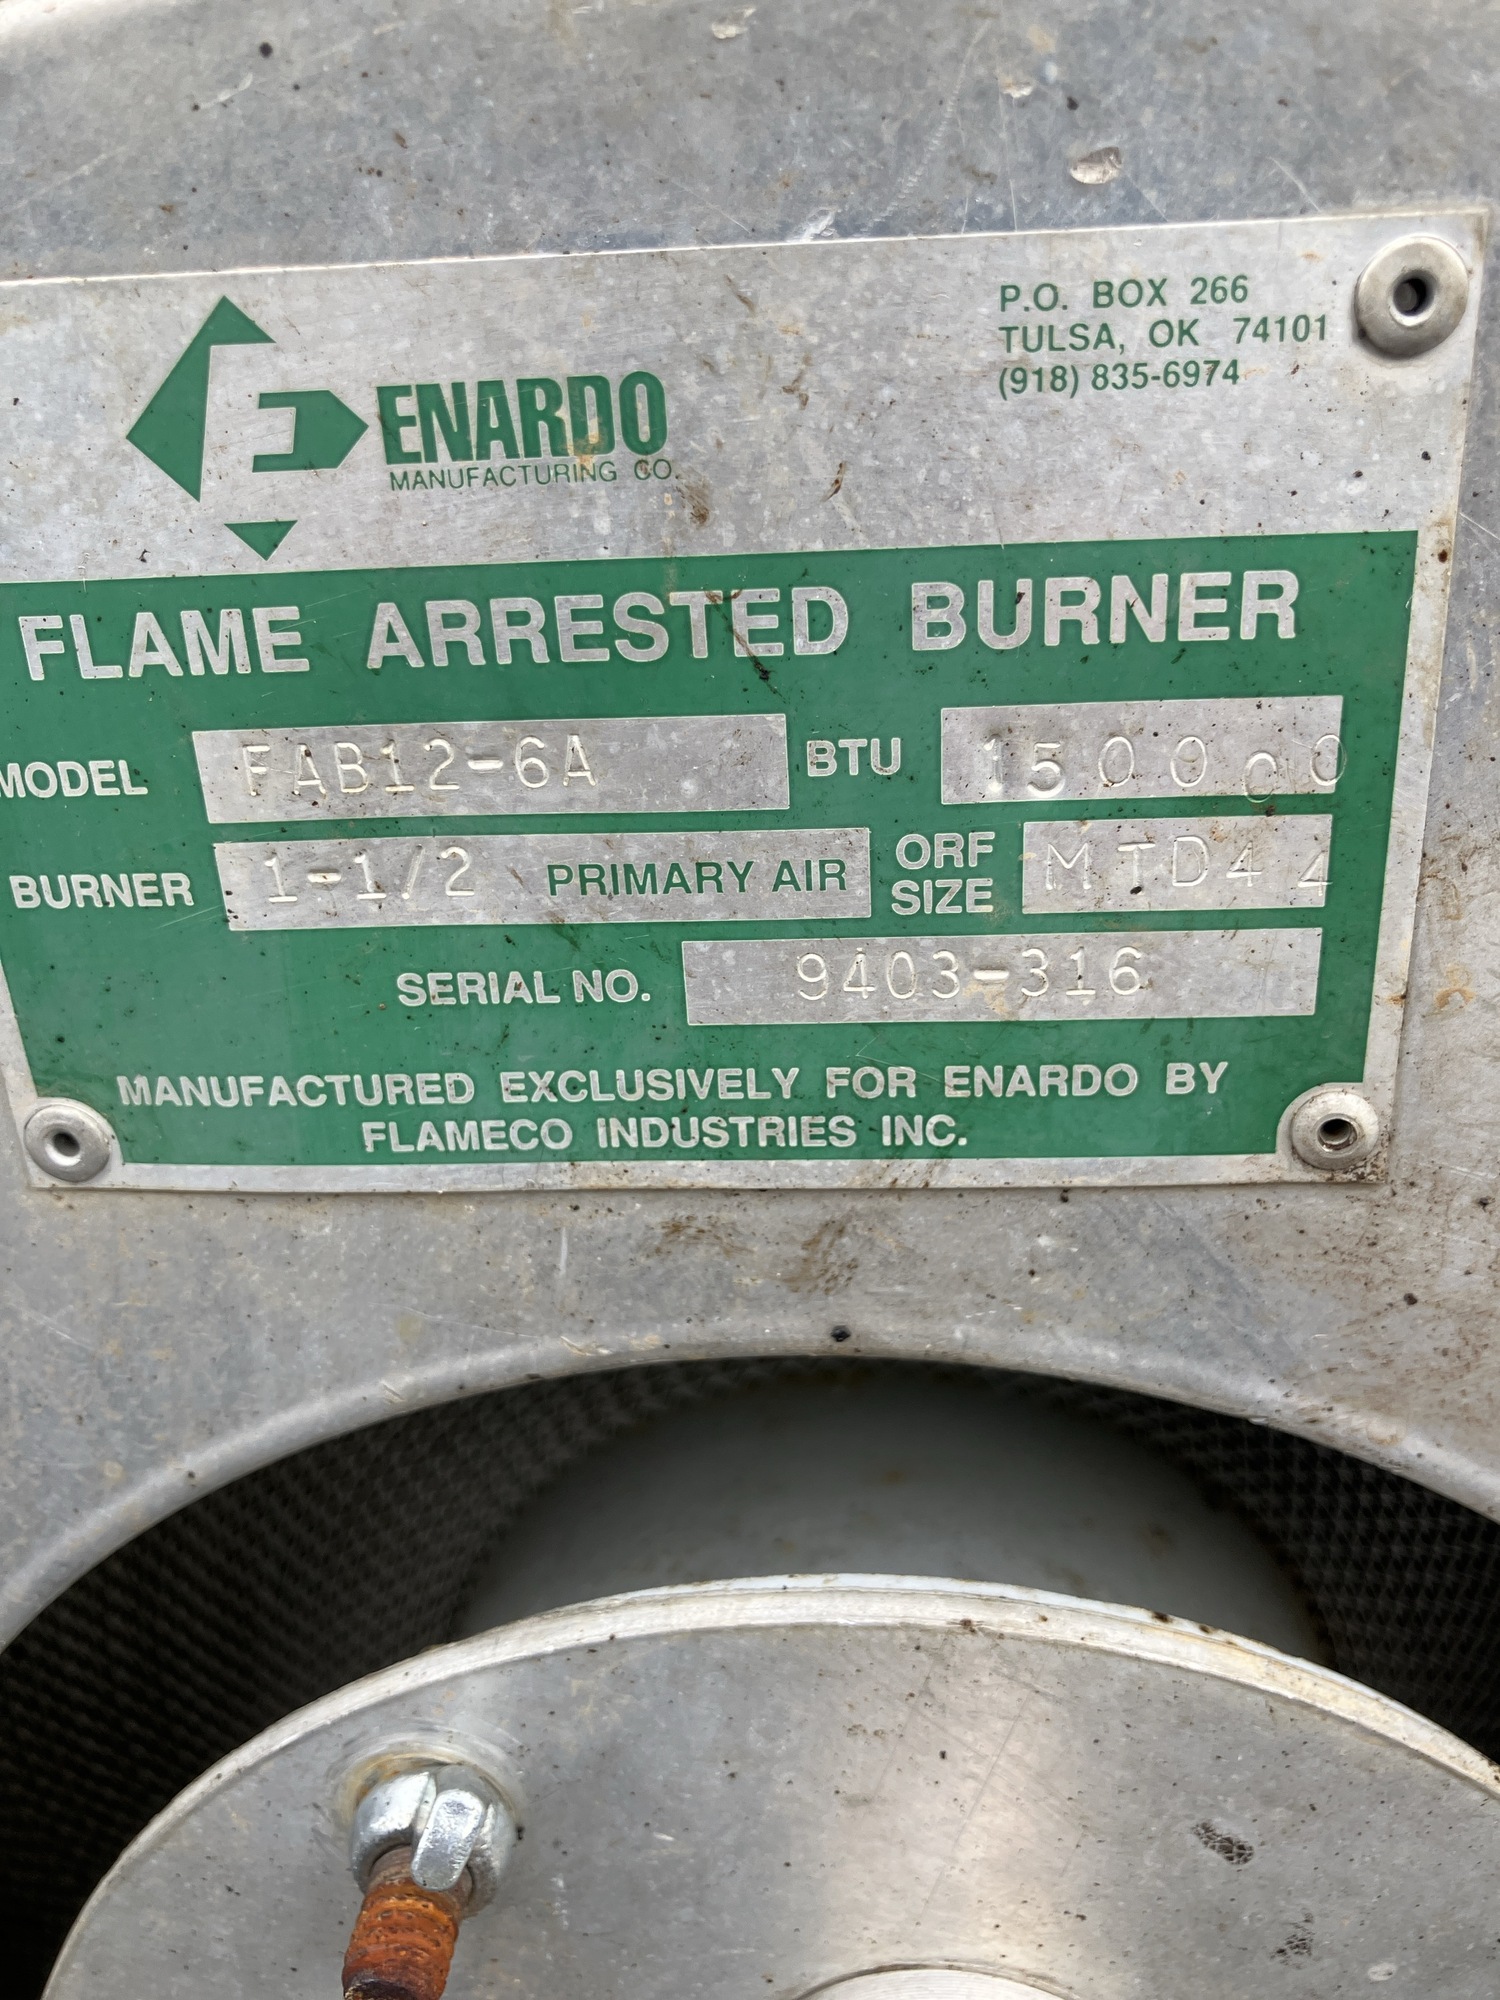 P.O. BOX 266
TULSA, OK 74101
(918) 835-6974
ENARDO
MANUFACTURING CO.
FLAME ARRESTED BURNER
MODEL FAB12-6A BTU 150000
BURNER 1-1/2 PRIMARY AIR ORF SIZE MTD44
SERIAL NO. 9403-316
MANUFACTURED EXCLUSIVELY FOR ENARDO BY
FLAMECO INDUSTRIES INC.